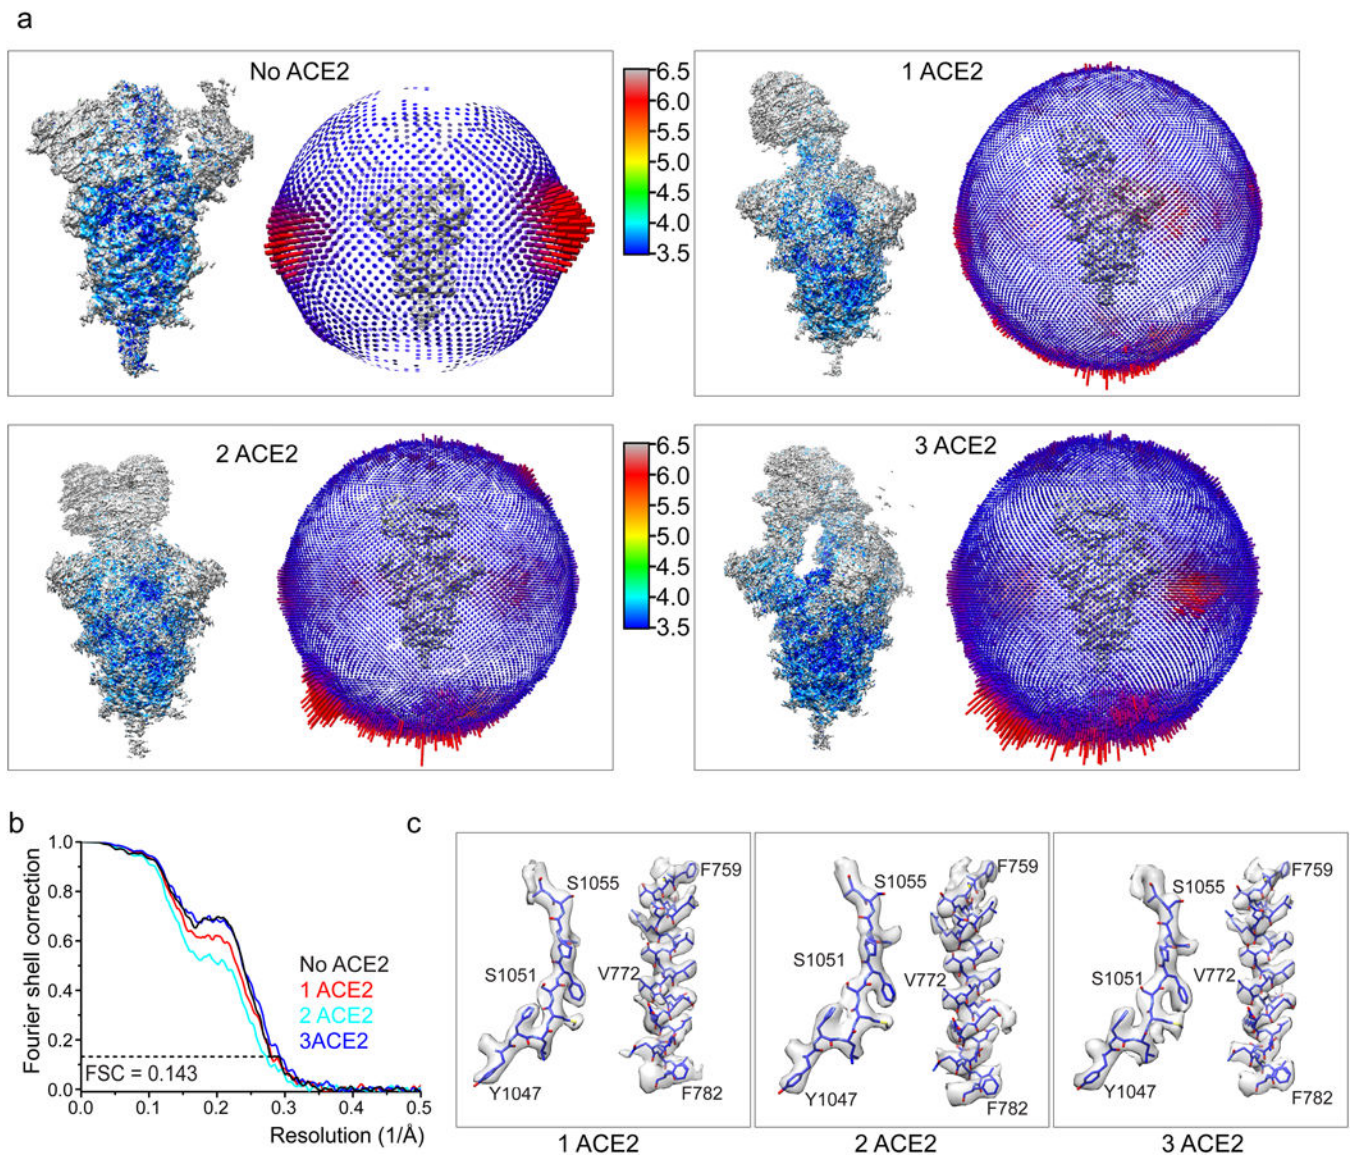 a
No ACE2
6.5
6.0
5.5
5.0
4.5
4.0
3.5
1 ACE2
2 ACE2
6.5
6.0
5.5
5.0
4.5
4.0
3.5
3 ACE2
b
Fourier shell correction
1.0
0.8
0.6
0.4
0.2
0.0
No ACE2
1 ACE2
2 ACE2
3ACE2
FSC = 0.143
0.0 0.1 0.2 0.3 0.4 0.5
Resolution (1/Å)
c
F759
S1055
S1051
V772
Y1047
F782
1 ACE2
F759
S1055
S1051
V772
Y1047
F782
2 ACE2
F759
S1055
S1051
V772
Y1047
F782
3 ACE2